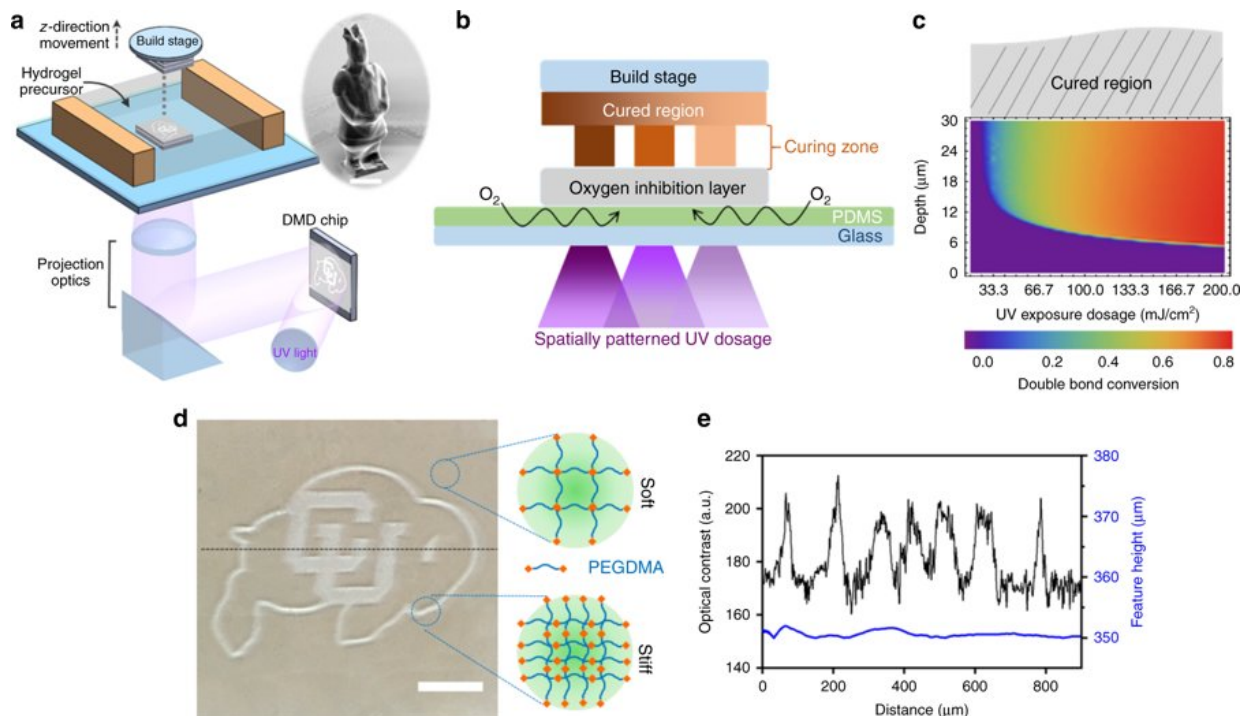 a
z-direction
movement
Build stage
Hydrogel
precursor
Projection
optics
DMD chip
UV light
b
Build stage
Cured region
Curing zone
Oxygen inhibition layer
O2
O2
PDMS
Glass
Spatially patterned UV dosage
c
Cured region
Depth (μm)
30
24
18
12
6
0
33.3 66.7 100.0 133.3 166.7 200.0
UV exposure dosage (mJ/cm2)
0.0 0.2 0.4 0.6 0.8
Double bond conversion
d
CU
Soft
PEGDMA
Stiff
e
Optical contrast (a.u.)
220
200
180
160
140
380
370
360
350
Feature height (μm)
0 200 400 600 800
Distance (μm)